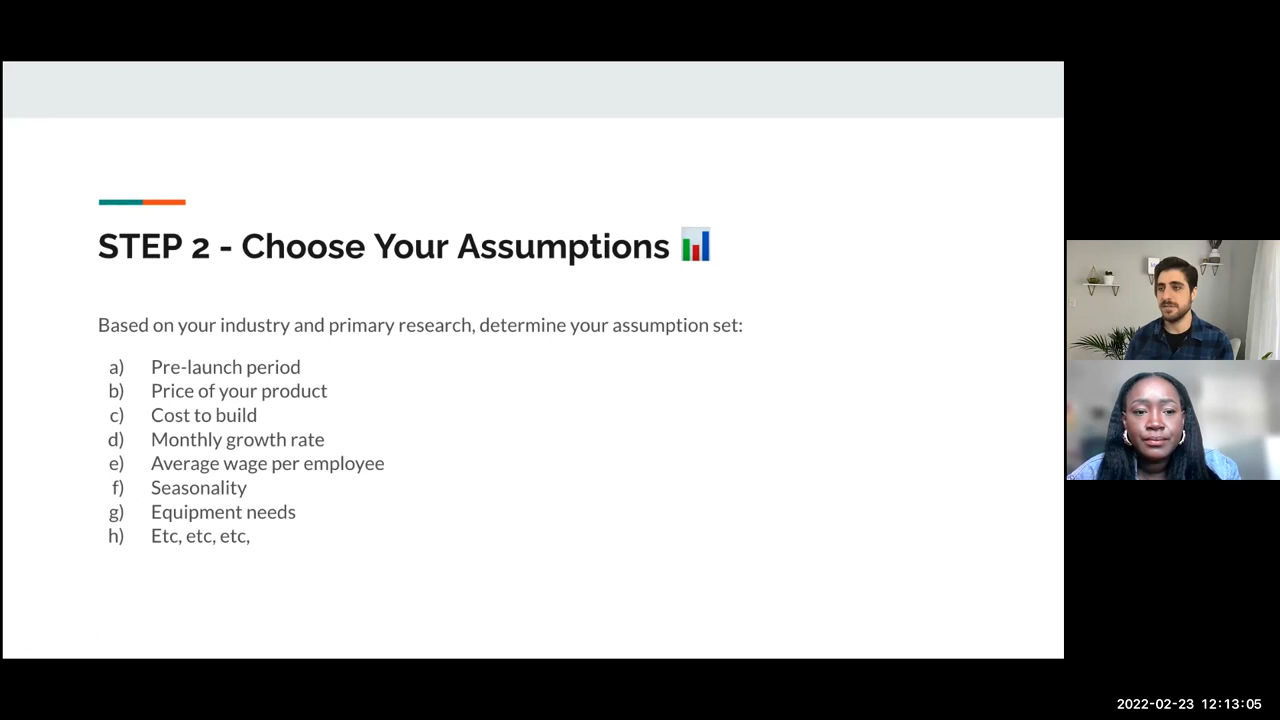 STEP 2 - Choose Your Assumptions 📊
Based on your industry and primary research, determine your assumption set:
a) Pre-launch period
b) Price of your product
c) Cost to build
d) Monthly growth rate
e) Average wage per employee
f) Seasonality
g) Equipment needs
h) Etc, etc, etc,
2022-02-23 12:13:05